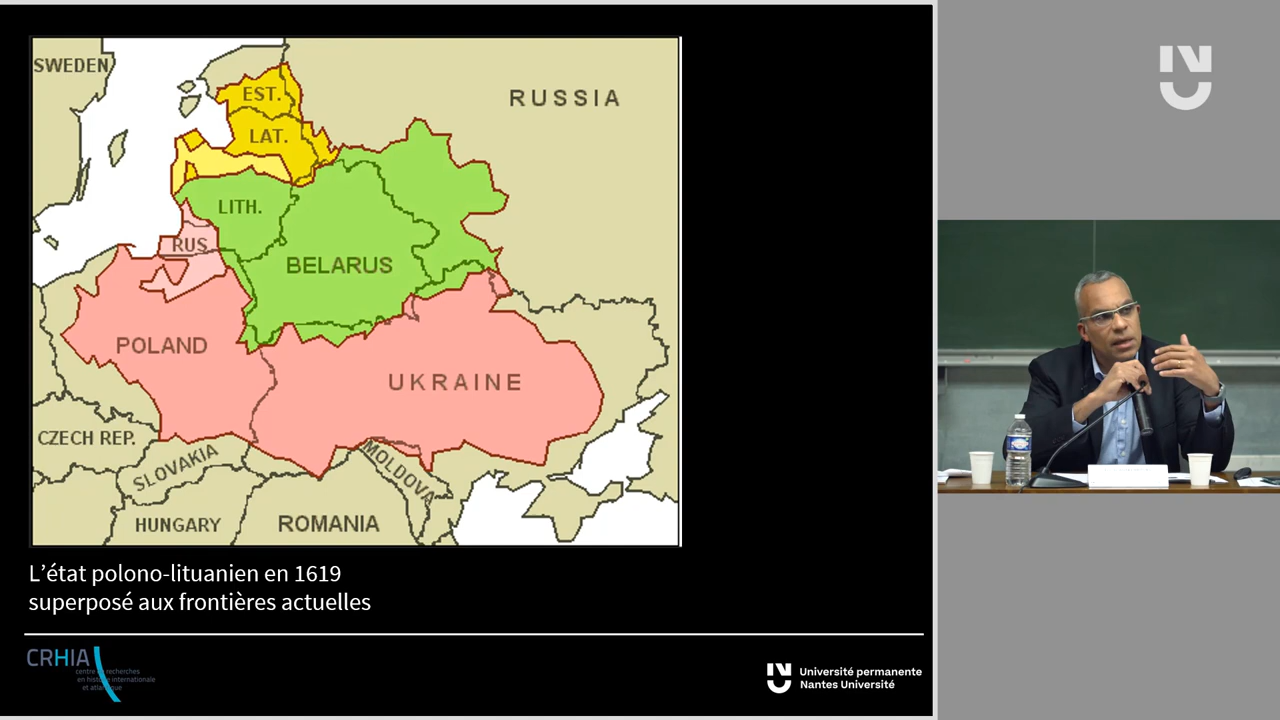 SWEDEN
EST.
RUSSIA
LAT.
LITH.
RUS.
BELARUS
POLAND
UKRAINE
CZECH REP.
SLOVAKIA
MOLDOVA
HUNGARY
ROMANIA
L'état polono-lituanien en 1619
superposé aux frontières actuelles
CRHIA
centre de recherches
en histoire internationale
et atlantique
Université permanente
Nantes Université